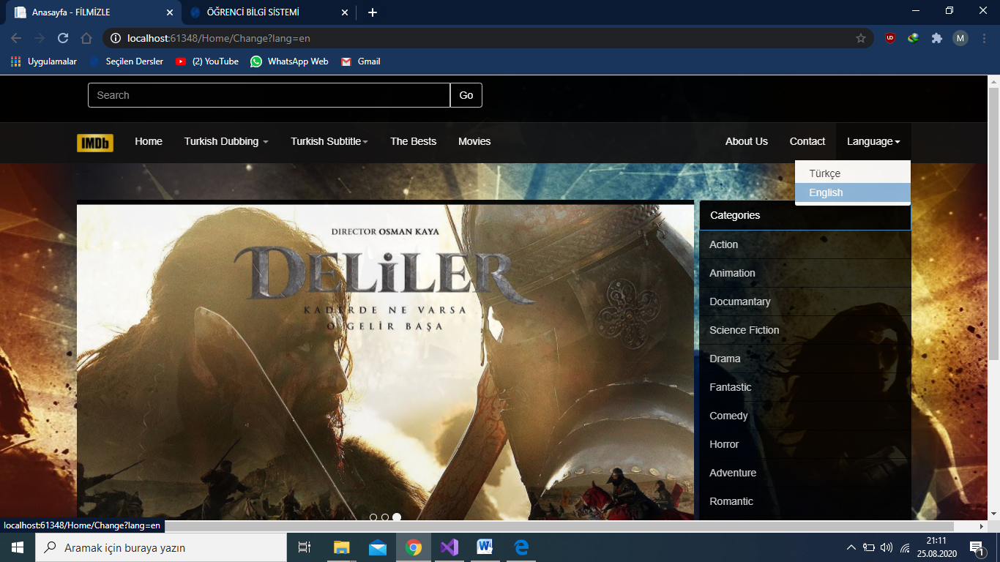 Anasayfa - FİLMİZLE
ÖĞRENCİ BİLGİ SİSTEMİ
localhost:61348/Home/Change?lang=en
UD
M
Uygulamalar
Seçilen Dersler
(2) YouTube
WhatsApp Web
Gmail
Search
Go
IMDb
Home
Turkish Dubbing
Turkish Subtitle
The Bests
Movies
About Us
Contact
Language
Türkçe
English
DIRECTOR OSMAN KAYA
DELİLER
KADERDE NE VARSA
O GELİR BAŞA
Categories
Action
Animation
Documantary
Science Fiction
Drama
Fantastic
Comedy
Horror
Adventure
Romantic
localhost:61348/Home/Change?lang=en
Aramak için buraya yazın
W
21:11
25.08.2020
1